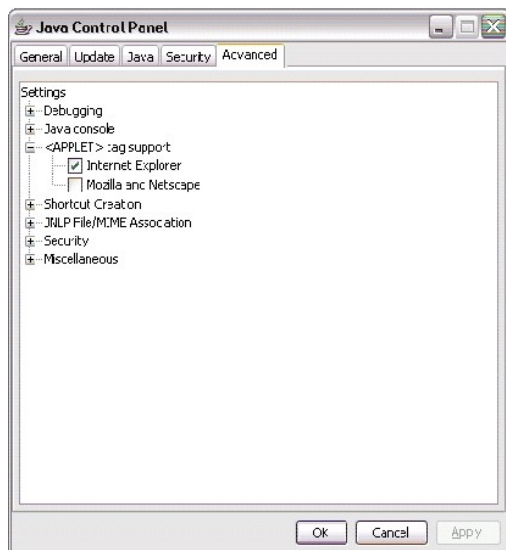 Java Control Panel
General Update Java Security Advanced
Settings
Debugging
Java console
<APPLET> tag support
Internet Explorer
Mozilla and Netscape
Shortcut Creation
JNLP File/MIME Association
Security
Miscellaneous
OK Cancel Apply